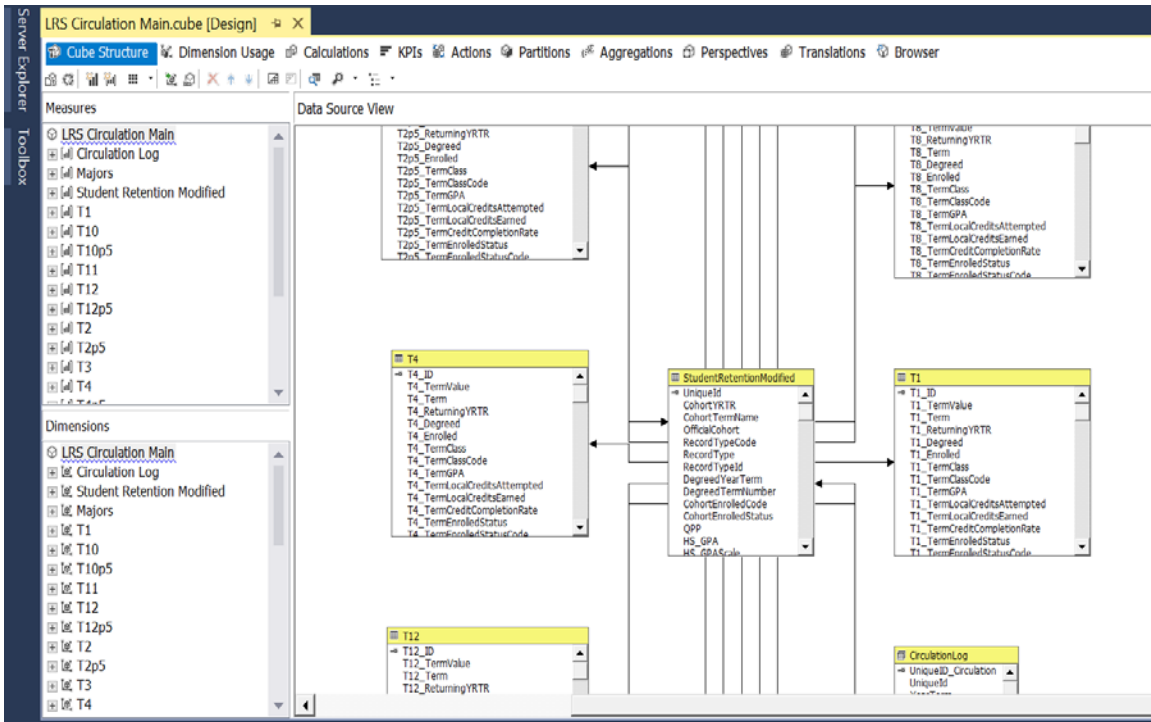 Server Explorer
Toolbox
LRS Circulation Main.cube [Design]
Cube Structure Dimension Usage Calculations KPIs Actions Partitions Aggregations Perspectives Translations Browser
Measures
LRS Circulation Main
Circulation Log
Majors
Student Retention Modified
T1
T10
T10p5
T11
T12
T12p5
T2
T2p5
T3
T4
Dimensions
LRS Circulation Main
Circulation Log
Student Retention Modified
Majors
T1
T10
T10p5
T11
T12
T12p5
T2
T2p5
T3
T4
Data Source View
T2p5_ReturningYRTR
T2p5_Degreed
T2p5_Enrolled
T2p5_TermClass
T2p5_TermClassCode
T2p5_TermGPA
T2p5_TermLocalCreditsAttempted
T2p5_TermLocalCreditsEarned
T2p5_TermCreditCompletionRate
T2p5_TermEnrolledStatus
T2p5_TermEnrolledStatusCode
T8_TermValue
T8_ReturningYRTR
T8_Term
T8_Degreed
T8_Enrolled
T8_TermClass
T8_TermClassCode
T8_TermGPA
T8_TermLocalCreditsAttempted
T8_TermLocalCreditsEarned
T8_TermCreditCompletionRate
T8_TermEnrolledStatus
T8_TermEnrolledStatusCode
T4
T4_ID
T4_TermValue
T4_Term
T4_ReturningYRTR
T4_Degreed
T4_Enrolled
T4_TermClass
T4_TermClassCode
T4_TermGPA
T4_TermLocalCreditsAttempted
T4_TermLocalCreditsEarned
T4_TermCreditCompletionRate
T4_TermEnrolledStatus
T4_TermEnrolledStatusCode
StudentRetentionModified
UniqueId
CohortYRTR
CohortTermName
OfficialCohort
RecordTypeCode
RecordType
RecordTypeId
DegreedYearTerm
DegreedTermNumber
CohortEnrolledCode
CohortEnrolledStatus
QPP
HS_GPA
HS_GPAScale
T1
T1_ID
T1_TermValue
T1_Term
T1_ReturningYRTR
T1_Degreed
T1_Enrolled
T1_TermClass
T1_TermClassCode
T1_TermGPA
T1_TermLocalCreditsAttempted
T1_TermLocalCreditsEarned
T1_TermCreditCompletionRate
T1_TermEnrolledStatus
T1_TermEnrolledStatusCode
T12
T12_ID
T12_TermValue
T12_Term
T12_ReturningYRTR
CirculationLog
UniqueID_Circulation
UniqueId